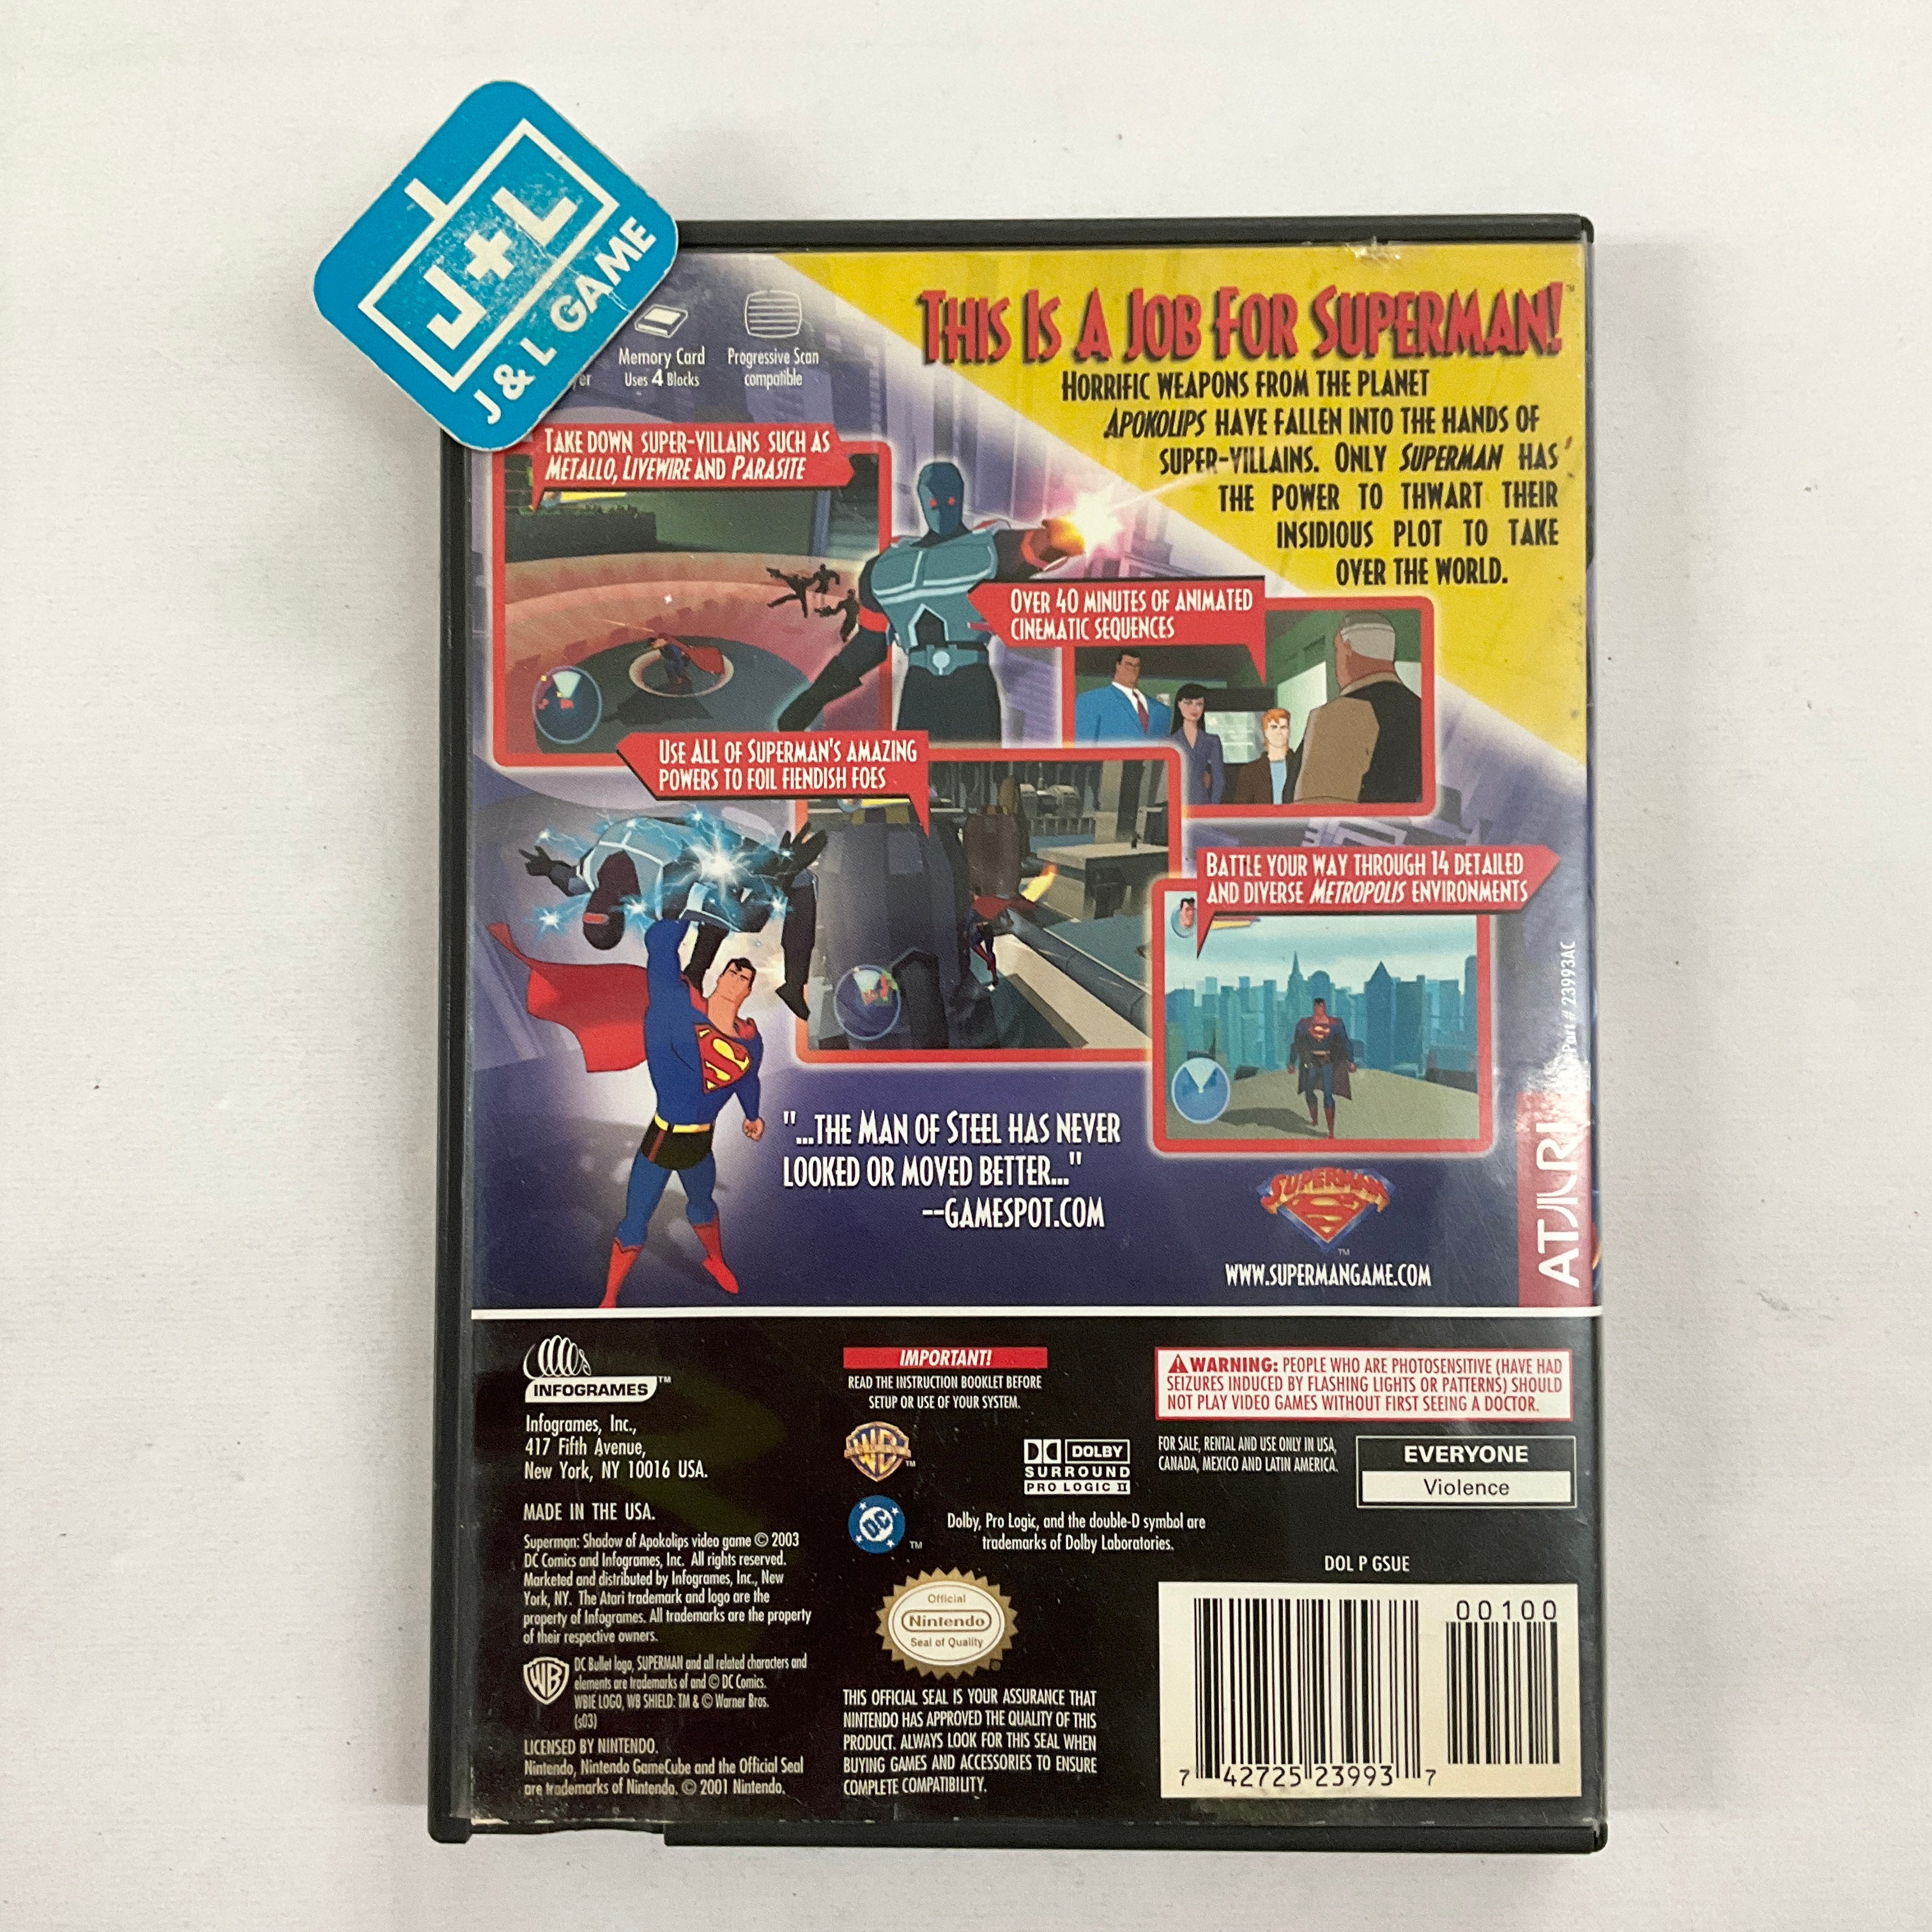 J+L
J & L GAME
Memory Card
Uses 4 Blocks
Progressive Scan
compatible
THIS IS A JOB FOR SUPERMAN!™
HORRIFIC WEAPONS FROM THE PLANET
APOKOLIPS HAVE FALLEN INTO THE HANDS OF
SUPER-VILLAINS. ONLY SUPERMAN HAS
THE POWER TO THWART THEIR
INSIDIOUS PLOT TO TAKE
OVER THE WORLD.
TAKE DOWN SUPER-VILLAINS SUCH AS
METALLO, LIVEWIRE AND PARASITE
OVER 40 MINUTES OF ANIMATED
CINEMATIC SEQUENCES
USE ALL OF SUPERMAN'S AMAZING
POWERS TO FOIL FIENDISH FOES
BATTLE YOUR WAY THROUGH 14 DETAILED
AND DIVERSE METROPOLIS ENVIRONMENTS
Part # 23993AC
ATARI
"...THE MAN OF STEEL HAS NEVER
LOOKED OR MOVED BETTER..."
--GAMESPOT.COM
SUPERMAN
™
WWW.SUPERMANGAME.COM
INFOGRAMES™
Infogrames, Inc.,
417 Fifth Avenue,
New York, NY 10016 USA.
MADE IN THE USA.
Superman: Shadow of Apokolips video game © 2003
DC Comics and Infogrames, Inc. All rights reserved.
Marketed and distributed by Infogrames, Inc., New
York, NY. The Atari trademark and logo are the
property of Infogrames. All trademarks are the property
of their respective owners.
WB
DC Bullet logo, SUPERMAN and all related characters and
elements are trademarks of and © DC Comics.
WBIE LOGO, WB SHIELD: TM & © Warner Bros.
(s03)
LICENSED BY NINTENDO.
Nintendo, Nintendo GameCube and the Official Seal
are trademarks of Nintendo. © 2001 Nintendo.
IMPORTANT!
READ THE INSTRUCTION BOOKLET BEFORE
SETUP OR USE OF YOUR SYSTEM.
WB™
DC™
DOLBY
SURROUND
PRO LOGIC II
Dolby, Pro Logic, and the double-D symbol are
trademarks of Dolby Laboratories.
Official
Nintendo
Seal of Quality
THIS OFFICIAL SEAL IS YOUR ASSURANCE THAT
NINTENDO HAS APPROVED THE QUALITY OF THIS
PRODUCT. ALWAYS LOOK FOR THIS SEAL WHEN
BUYING GAMES AND ACCESSORIES TO ENSURE
COMPLETE COMPATIBILITY.
WARNING: PEOPLE WHO ARE PHOTOSENSITIVE (HAVE HAD
SEIZURES INDUCED BY FLASHING LIGHTS OR PATTERNS) SHOULD
NOT PLAY VIDEO GAMES WITHOUT FIRST SEEING A DOCTOR.
FOR SALE, RENTAL AND USE ONLY IN USA,
CANADA, MEXICO AND LATIN AMERICA.
EVERYONE
Violence
DOL P GSUE
00100
7 42725 23993 7